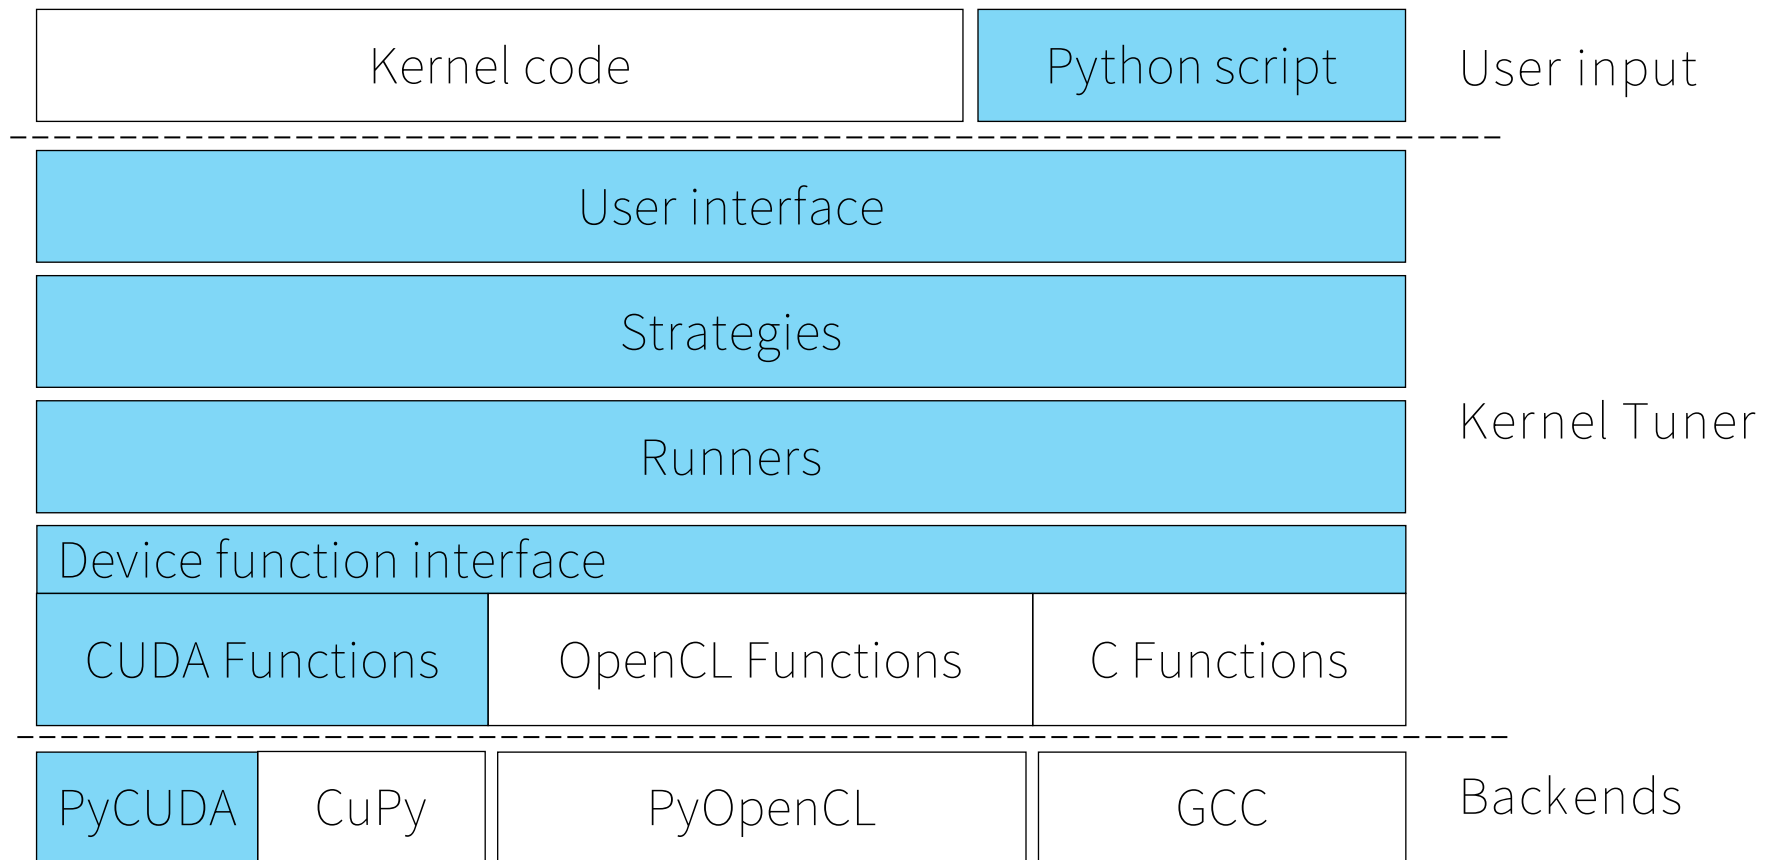 Kernel code
Python script
User input
User interface
Strategies
Kernel Tuner
Runners
Device function interface
CUDA Functions
OpenCL Functions
C Functions
PyCUDA
CuPy
PyOpenCL
GCC
Backends